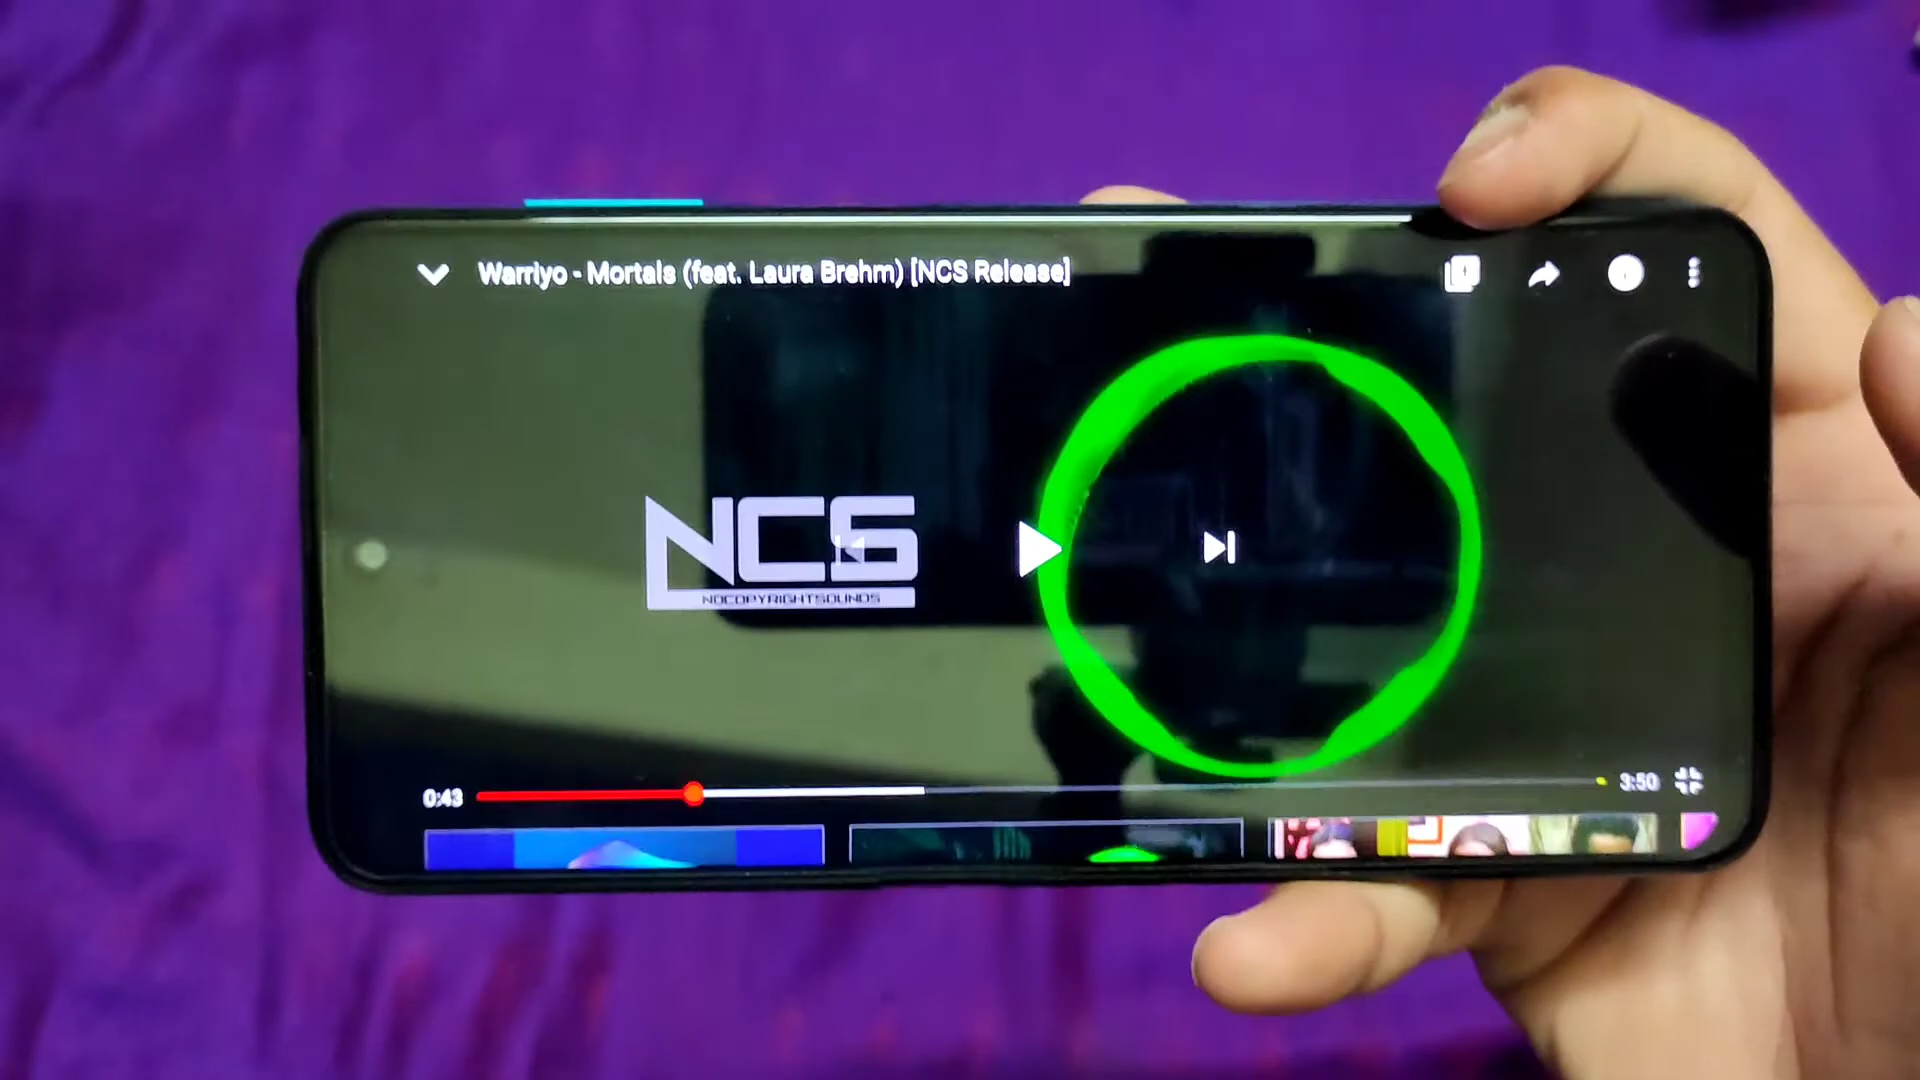 Warriyo - Mortals (feat. Laura Brehm) [NCS Release]
NCS
NOCOPYRIGHTSOUNDS
0:43
3:50